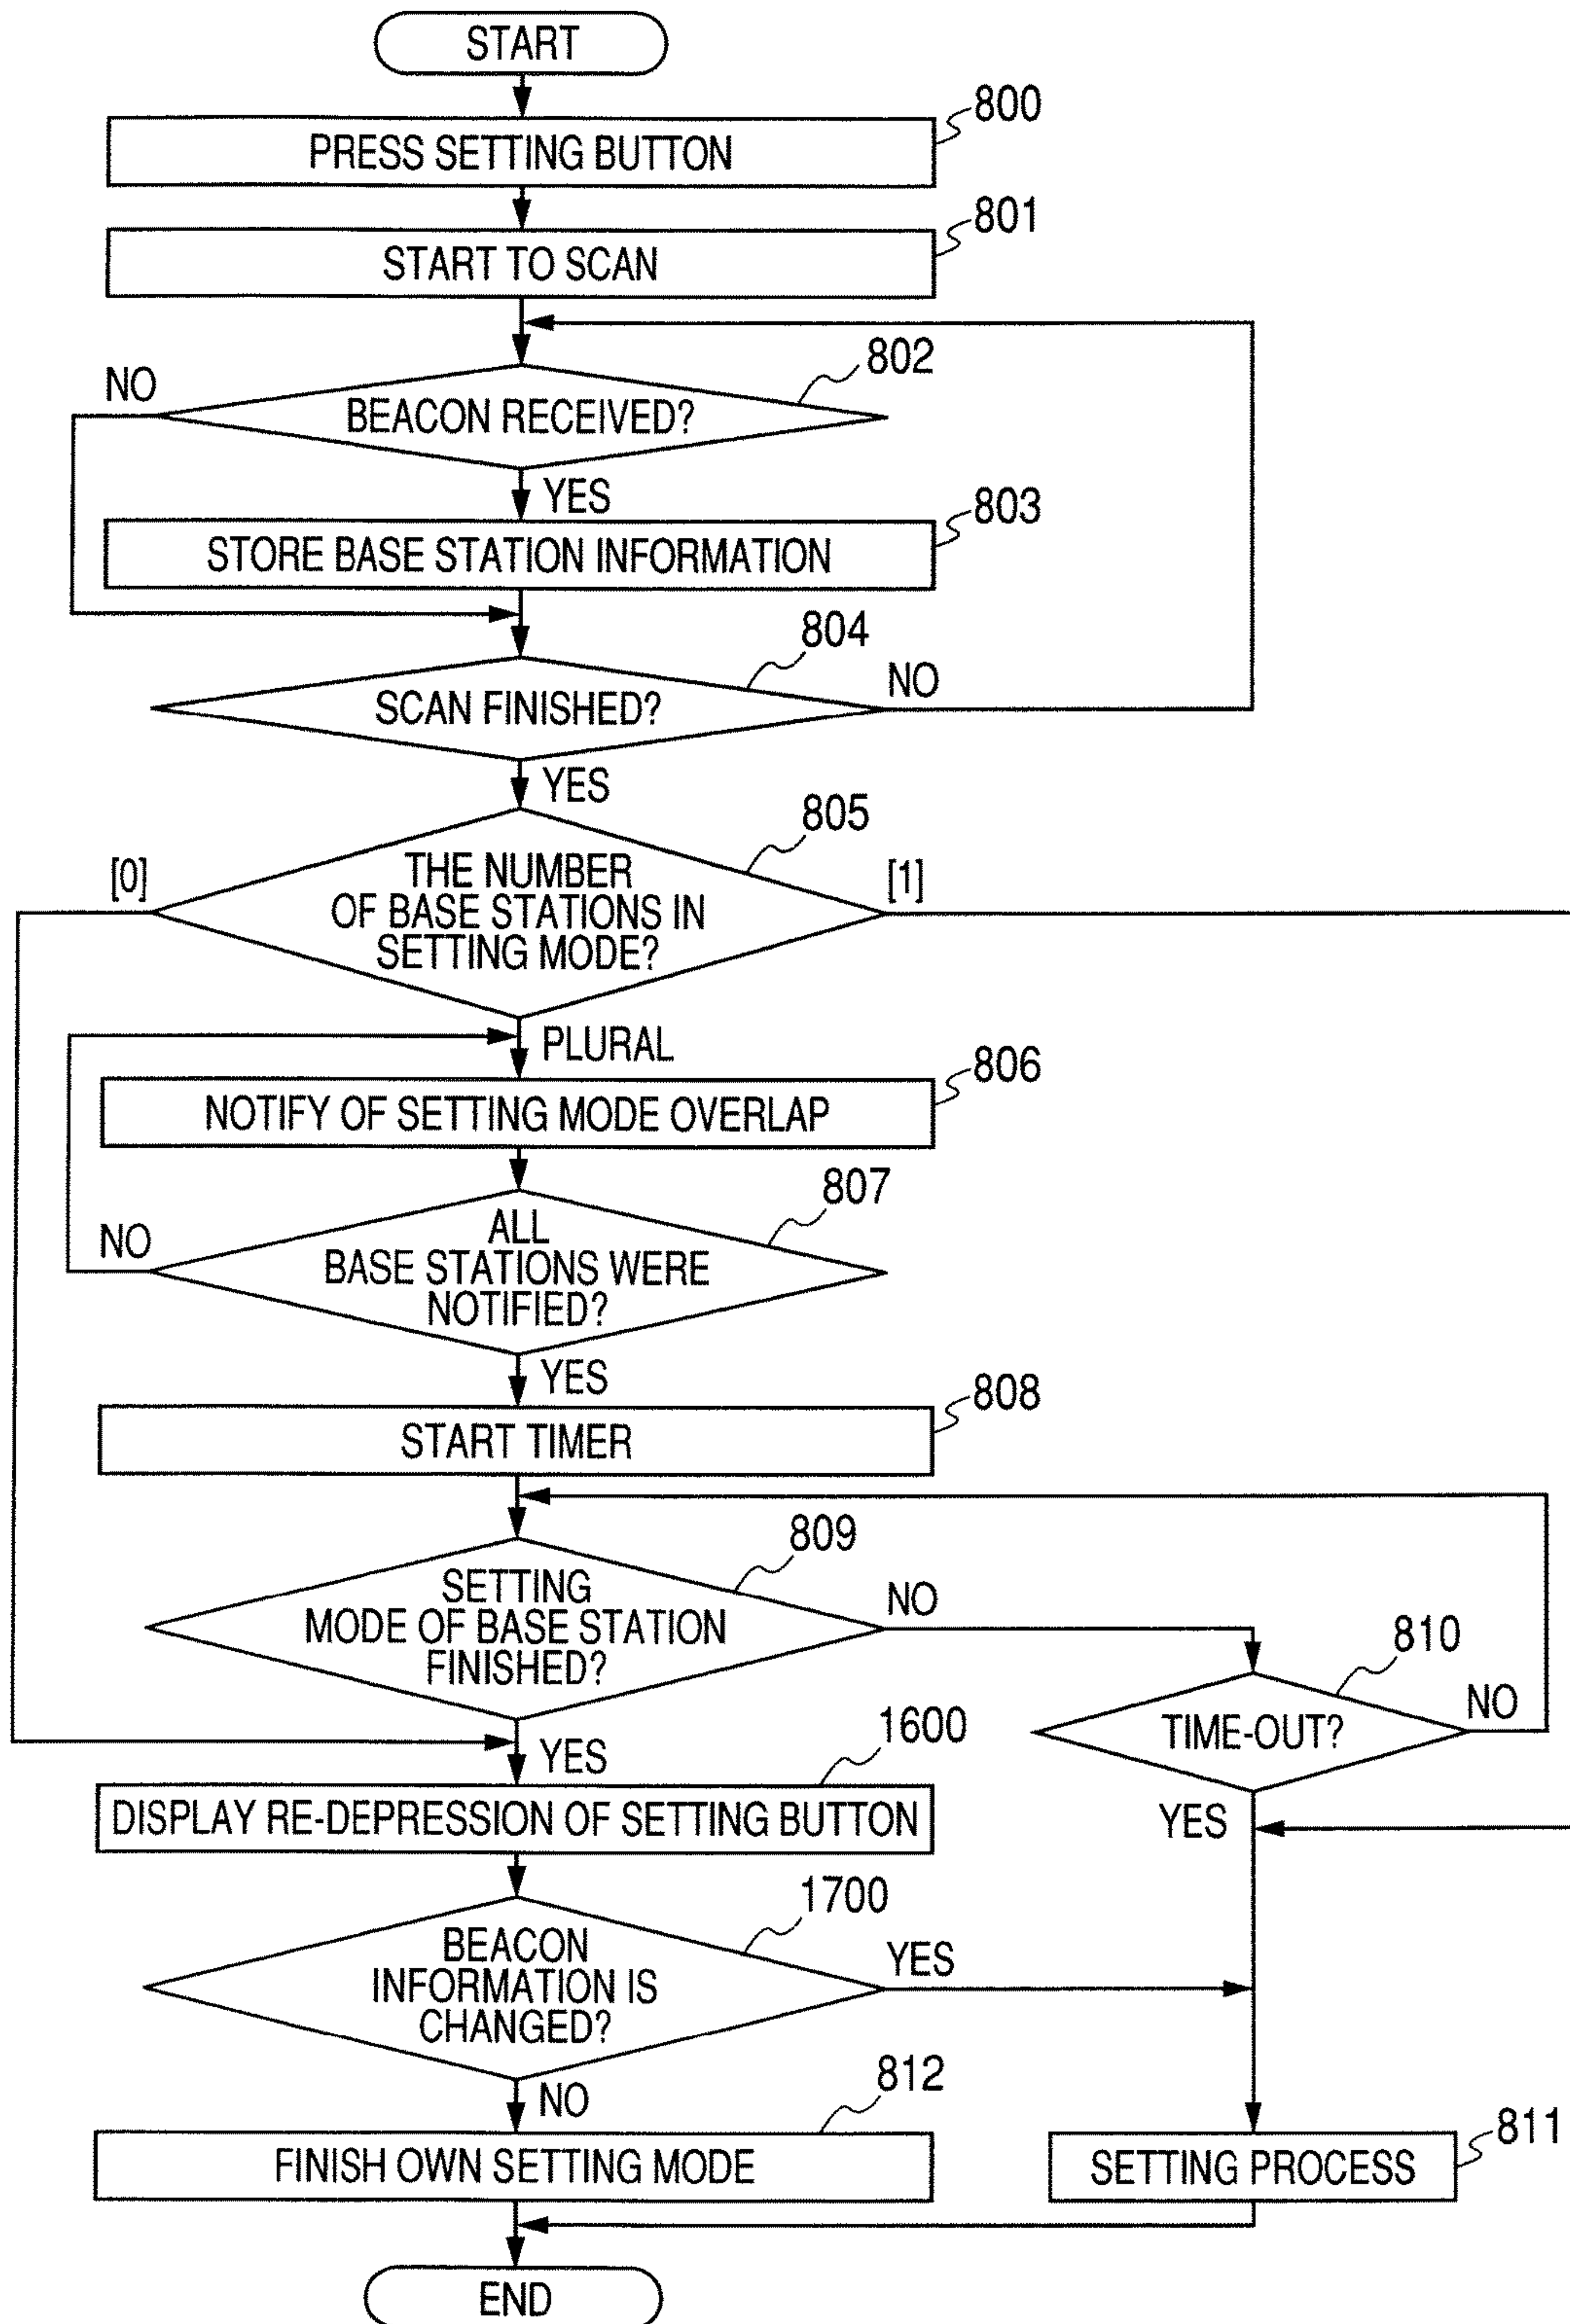 START
800
PRESS SETTING BUTTON
801
START TO SCAN
802
NO
BEACON RECEIVED?
YES
803
STORE BASE STATION INFORMATION
804
NO
SCAN FINISHED?
YES
805
[0]
THE NUMBER
[1]
OF BASE STATIONS IN
SETTING MODE?
PLURAL
806
NOTIFY OF SETTING MODE OVERLAP
807
ALL
NO
BASE STATIONS WERE
NOTIFIED?
YES
808
START TIMER
809
SETTING
NO
MODE OF BASE STATION
FINISHED?
810
NO
TIME-OUT?
YES
1600
YES
DISPLAY RE-DEPRESSION OF SETTING BUTTON
1700
BEACON
YES
INFORMATION IS
CHANGED?
NO
812
FINISH OWN SETTING MODE
811
SETTING PROCESS
END